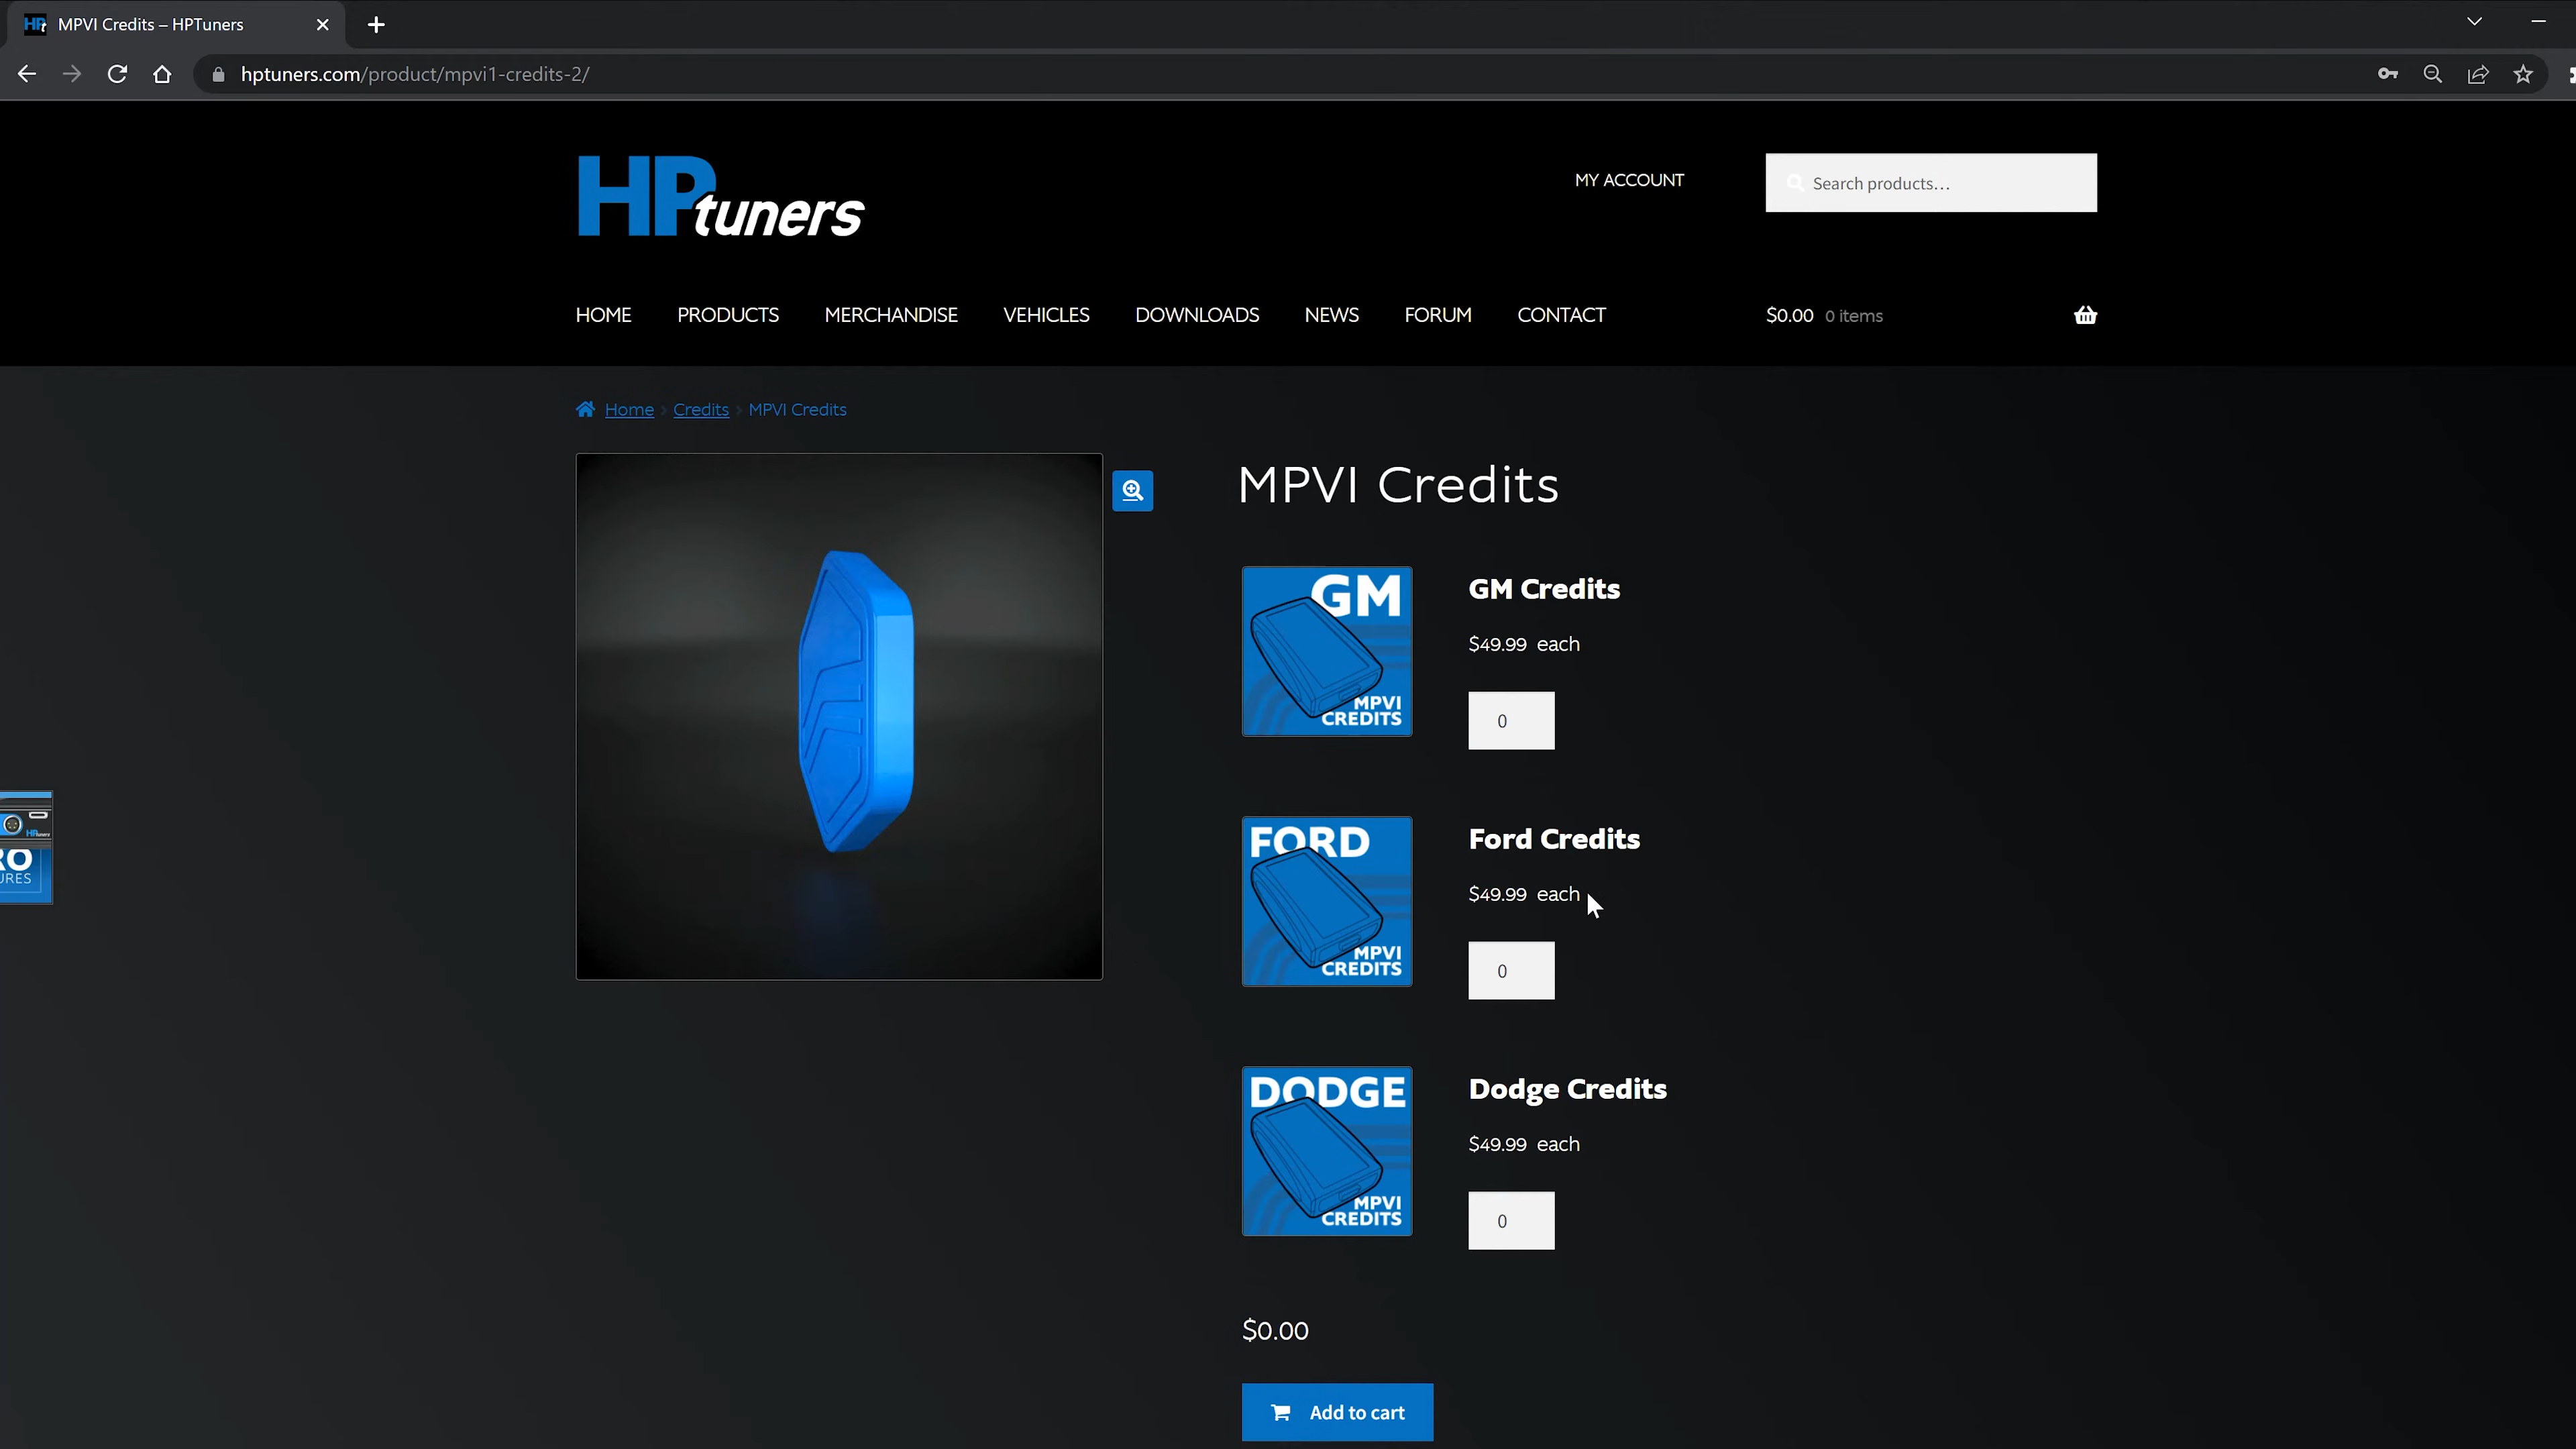 MPVI Credits – HPTuners
hptuners.com/product/mpvi1-credits-2/
HPtuners
MY ACCOUNT
Search products…
HOME PRODUCTS MERCHANDISE VEHICLES DOWNLOADS NEWS FORUM CONTACT
$0.00 0 items
Home › Credits › MPVI Credits
MPVI Credits
GM
MPVI
CREDITS
GM Credits
$49.99 each
0
FORD
MPVI
CREDITS
Ford Credits
$49.99 each
0
DODGE
MPVI
CREDITS
Dodge Credits
$49.99 each
0
$0.00
Add to cart
HPtuners
RO
URES